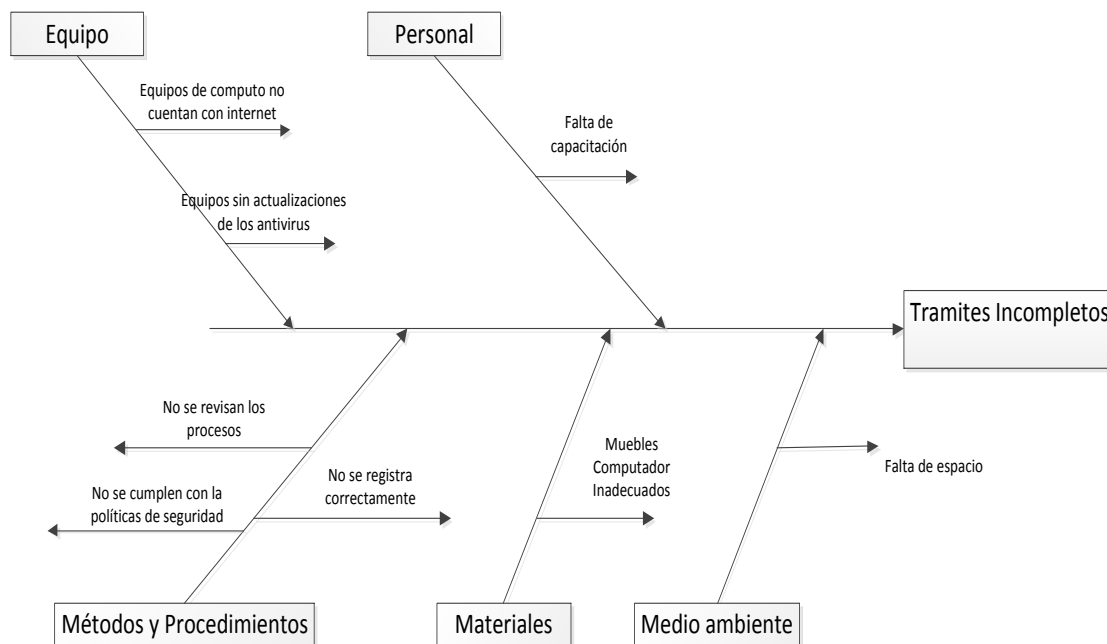 Equipo
Personal
Equipos de computo no
cuentan con internet
Falta de
capacitación
Equipos sin actualizaciones
de los antivirus
Tramites Incompletos
No se revisan los
procesos
No se registra
correctamente
No se cumplen con la
políticas de seguridad
Muebles
Computador
Inadecuados
Falta de espacio
Métodos y Procedimientos
Materiales
Medio ambiente